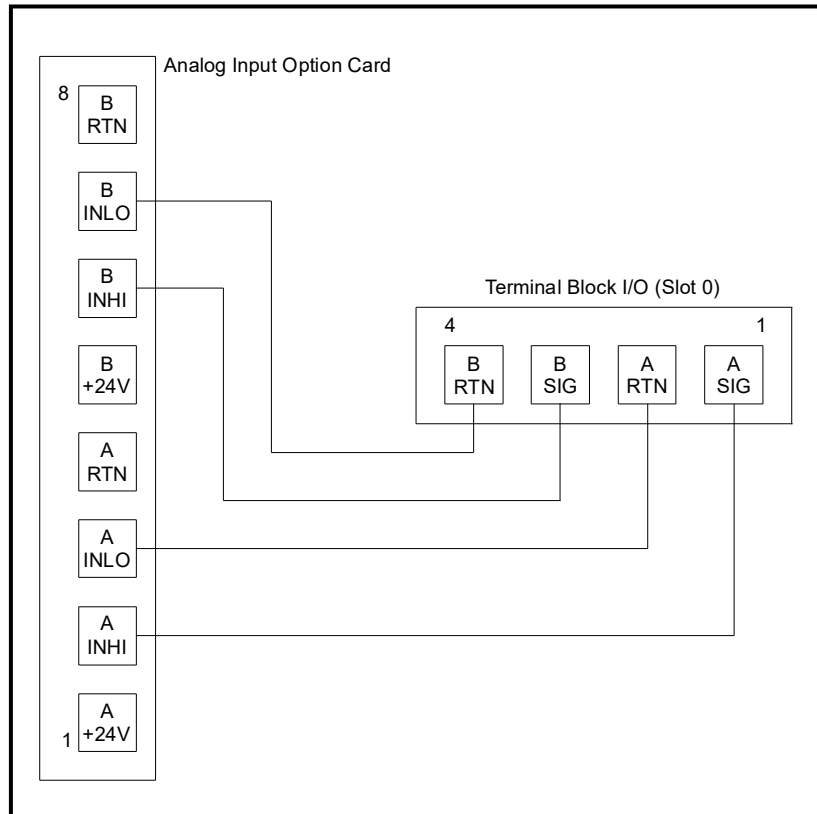 Analog Input Option Card
8
B
RTN
B
INLO
B
INHI
B
+24V
A
RTN
A
INLO
A
INHI
A
+24V
1
Terminal Block I/O (Slot 0)
4
1
B
RTN
B
SIG
A
RTN
A
SIG